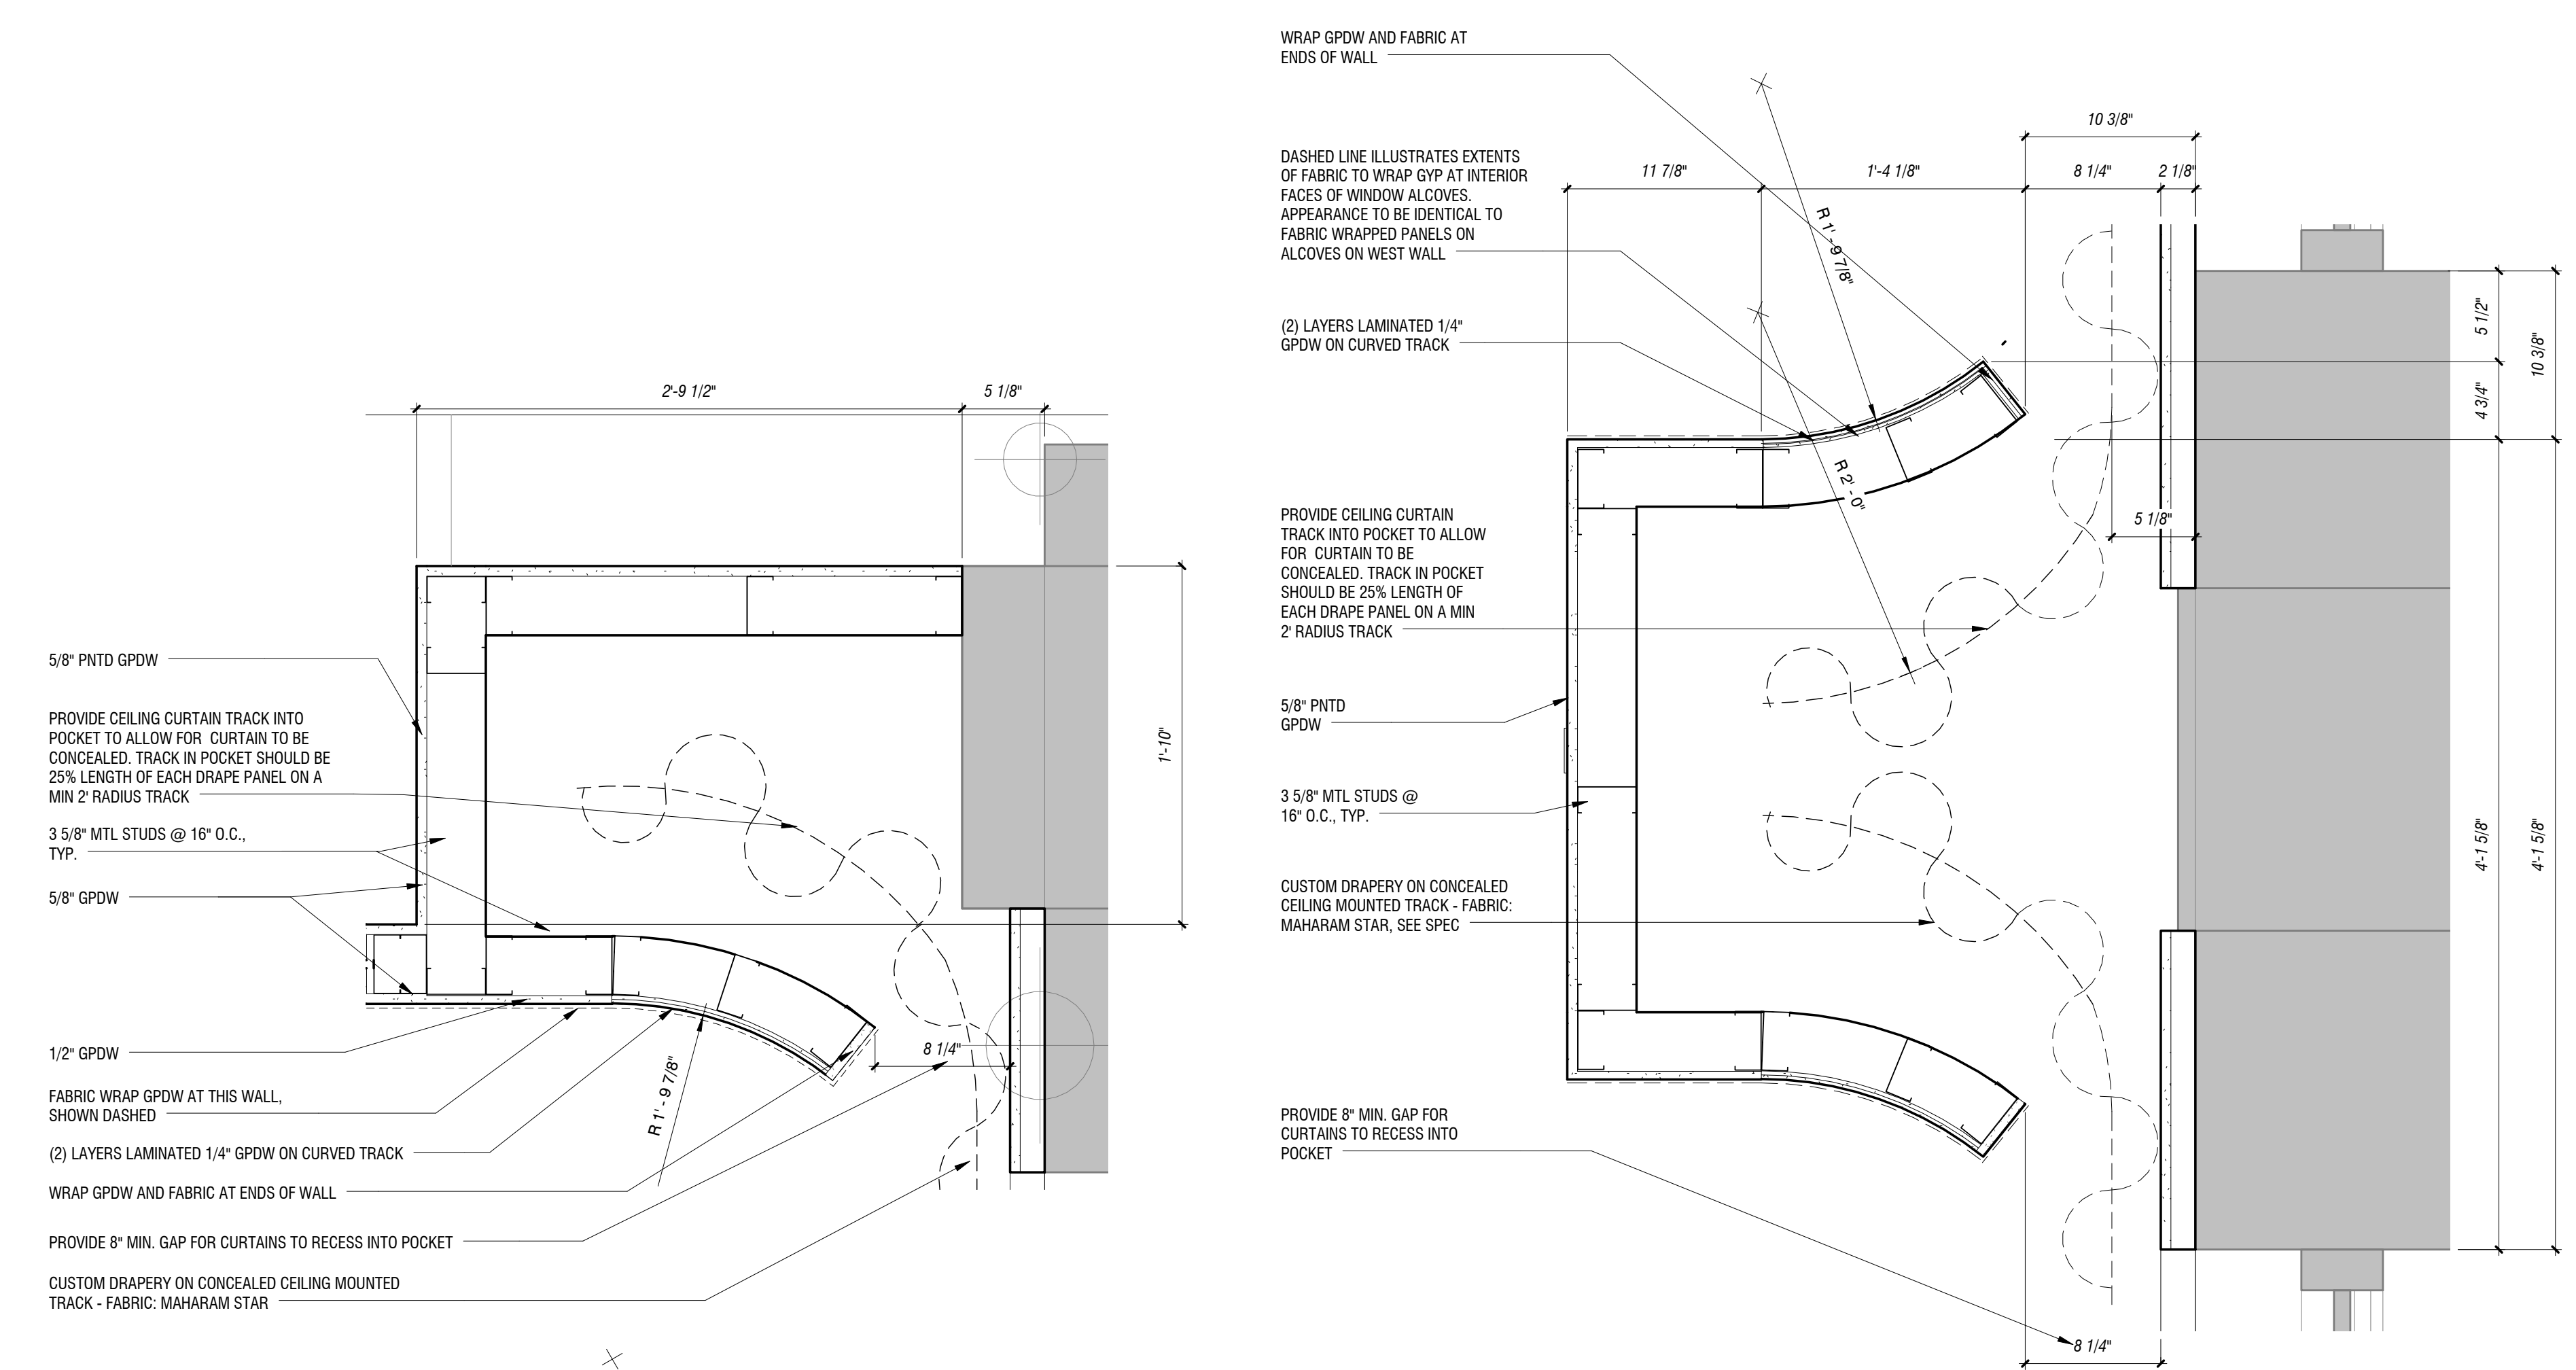 2'-9 1/2"
5 1/8"
1'-10"
5/8" PNTD GPDW
PROVIDE CEILING CURTAIN TRACK INTO
POCKET TO ALLOW FOR  CURTAIN TO BE
CONCEALED. TRACK IN POCKET SHOULD BE
25% LENGTH OF EACH DRAPE PANEL ON A
MIN 2' RADIUS TRACK
3 5/8" MTL STUDS @ 16" O.C.,
TYP.
5/8" GPDW
1/2" GPDW
FABRIC WRAP GPDW AT THIS WALL,
SHOWN DASHED
(2) LAYERS LAMINATED 1/4" GPDW ON CURVED TRACK
WRAP GPDW AND FABRIC AT ENDS OF WALL
PROVIDE 8" MIN. GAP FOR CURTAINS TO RECESS INTO POCKET
CUSTOM DRAPERY ON CONCEALED CEILING MOUNTED
TRACK - FABRIC: MAHARAM STAR
R 1' - 9 7/8"
8 1/4"
WRAP GPDW AND FABRIC AT
ENDS OF WALL
DASHED LINE ILLUSTRATES EXTENTS
OF FABRIC TO WRAP GYP AT INTERIOR
FACES OF WINDOW ALCOVES.
APPEARANCE TO BE IDENTICAL TO
FABRIC WRAPPED PANELS ON
ALCOVES ON WEST WALL
(2) LAYERS LAMINATED 1/4"
GPDW ON CURVED TRACK
PROVIDE CEILING CURTAIN
TRACK INTO POCKET TO ALLOW
FOR  CURTAIN TO BE
CONCEALED. TRACK IN POCKET
SHOULD BE 25% LENGTH OF
EACH DRAPE PANEL ON A MIN
2' RADIUS TRACK
5/8" PNTD
GPDW
3 5/8" MTL STUDS @
16" O.C., TYP.
CUSTOM DRAPERY ON CONCEALED
CEILING MOUNTED TRACK - FABRIC:
MAHARAM STAR, SEE SPEC
PROVIDE 8" MIN. GAP FOR
CURTAINS TO RECESS INTO
POCKET
10 3/8"
11 7/8"
1'-4 1/8"
8 1/4"
2 1/8"
R 1' - 9 7/8"
R 2' - 0"
5 1/8"
5 1/2"
10 3/8"
4 3/4"
4'-1 5/8"
4'-1 5/8"
8 1/4"